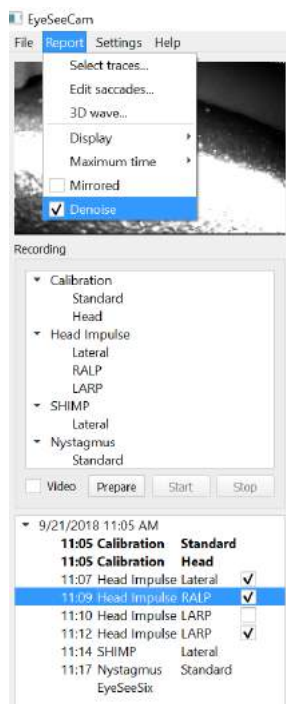 EyeSeeCam
File Report Settings Help
Select traces...
Edit saccades...
3D wave...
Display
Maximum time
Mirrored
Denoise
Recording
Calibration
Standard
Head
Head Impulse
Lateral
RALP
LARP
SHIMP
Lateral
Nystagmus
Standard
Video Prepare Start Stop
9/21/2018 11:05 AM
11:05 Calibration Standard
11:05 Calibration Head
11:07 Head Impulse Lateral
11:09 Head Impulse RALP
11:10 Head Impulse LARP
11:12 Head Impulse LARP
11:14 SHIMP Lateral
11:17 Nystagmus Standard
EyeSeeSix